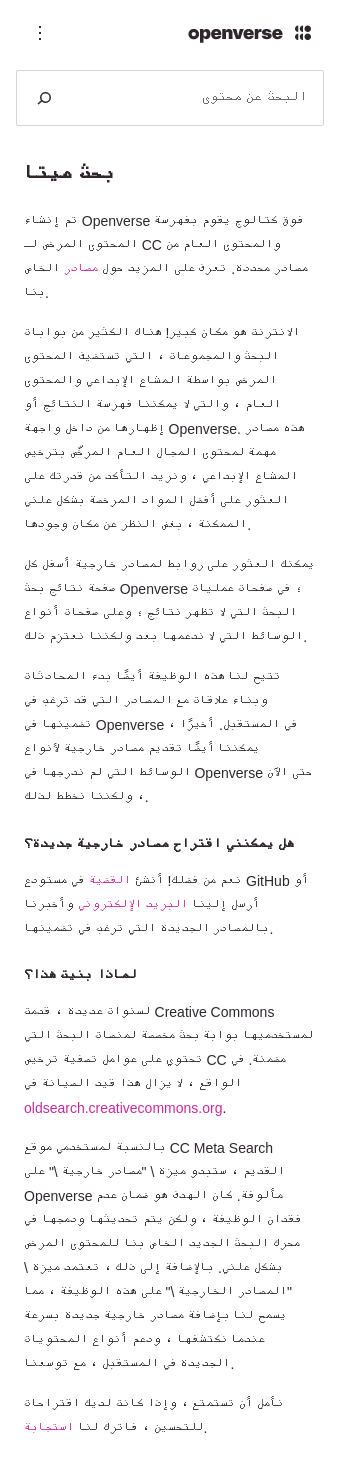 openverse
البحث عن محتوى
بحث ميتا
تم إنشاء Openverse فوق كتالوج يقوم بفهرسة
المحتوى المرخص لـ CC والمحتوى العام من
مصادر محددة. تعرف على المزيد حول مصادر الخاص
بنا.
الانترنت هو مكان كبير! هناك الكثير من بوابات
البحث والمجموعات ، التي تستضيف المحتوى
المرخص بواسطة المشاع الإبداعي والمحتوى
العام ، والتي لا يمكننا فهرسة النتائج أو
إظهارها من داخل واجهة Openverse. هذه مصادر
مهمة لمحتوى المجال العام المرخّص بترخيص
المشاع الإبداعي ، ونريد التأكد من قدرتك على
العثور على أفضل المواد المرخصة بشكل علني
الممكنة ، بغض النظر عن مكان وجودها.
يمكنك العثور على روابط لمصادر خارجية أسفل كل
صفحة نتائج بحث Openverse ؛ في صفحات عمليات
البحث التي لا تظهر نتائج ؛ وعلى صفحات أنواع
الوسائط التي لا ندعمها بعد ولكننا نعتزم ذلك.
تتيح لنا هذه الوظيفة أيضًا بدء المحادثات
وبناء علاقات مع المصادر التي قد ترغب في
تضمينها في Openverse في المستقبل. أخيرًا ،
يمكننا أيضًا تقديم مصادر خارجية لأنواع
الوسائط التي لم ندرجها في Openverse حتى الآن
، ولكننا نخطط لذلك.
هل يمكنني اقتراح مصادر خارجية جديدة؟
نعم من فضلك! أنشئ القضية في مستودع GitHub أو
أرسل إلينا البريد الإلكتروني وأخبرنا
بالمصادر الجديدة التي ترغب في تضمينها.
لماذا بنيت هذا؟
لسنوات عديدة ، قدمت Creative Commons
لمستخدميها بوابة بحث مخصصة لمنصات البحث التي
تحتوي على عوامل تصفية ترخيص CC مضمنة. في
الواقع ، لا يزال هذا قيد الصيانة في
oldsearch.creativecommons.org.
بالنسبة لمستخدمي موقع CC Meta Search
القديم ، ستبدو ميزة \ "مصادر خارجية \" على
Openverse مألوفة. كان الهدف هو ضمان عدم
فقدان الوظيفة ، ولكن يتم تحديثها ودمجها في
محرك البحث الجديد الخاص بنا للمحتوى المرخص
بشكل علني. بالإضافة إلى ذلك ، تعتمد ميزة \
"المصادر الخارجية \" على هذه الوظيفة ، مما
يسمح لنا بإضافة مصادر خارجية جديدة بسرعة
عندما نكتشفها ، ودعم أنواع المحتويات
الجديدة في المستقبل ، مع توسعنا.
نأمل أن تستمتع ، وإذا كانت لديك اقتراحات
للتحسين ، فاترك لنا استجابة.